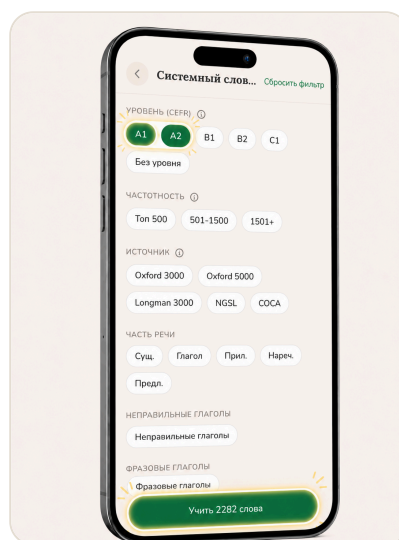 Системный слов... Сбросить фильтр
УРОВЕНЬ (CEFR)
A1 A2 B1 B2 C1
Без уровня
ЧАСТОТНОСТЬ
Топ 500 501-1500 1501+
ИСТОЧНИК
Oxford 3000 Oxford 5000
Longman 3000 NGSL COCA
ЧАСТЬ РЕЧИ
Сущ. Глагол Прил. Нареч.
Предл.
НЕПРАВИЛЬНЫЕ ГЛАГОЛЫ
Неправильные глаголы
ФРАЗОВЫЕ ГЛАГОЛЫ
Фразовые глаголы
Учить 2282 слова